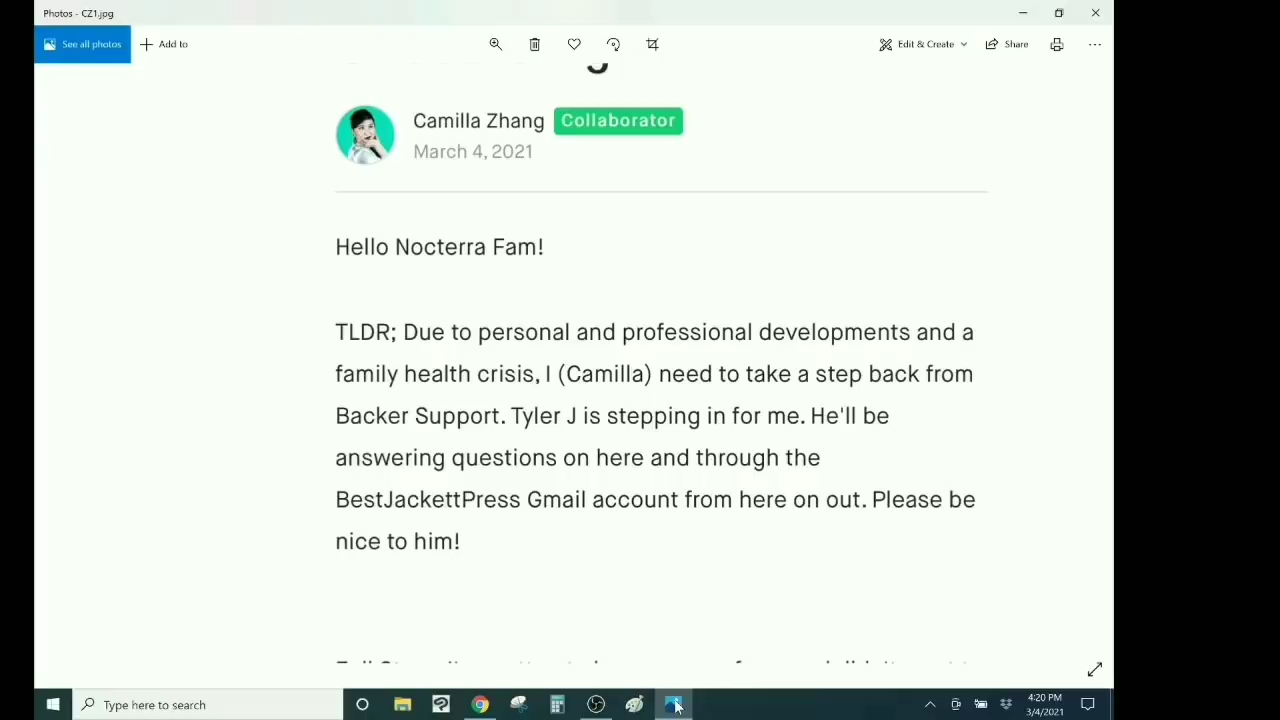 Photos - CZ1.jpg
See all photos
Add to
Edit & Create
Share
Camilla Zhang Collaborator
March 4, 2021
Hello Nocterra Fam!
TLDR; Due to personal and professional developments and a
family health crisis, I (Camilla) need to take a step back from
Backer Support. Tyler J is stepping in for me. He'll be
answering questions on here and through the
BestJackettPress Gmail account from here on out. Please be
nice to him!
Type here to search
4:20 PM
3/4/2021